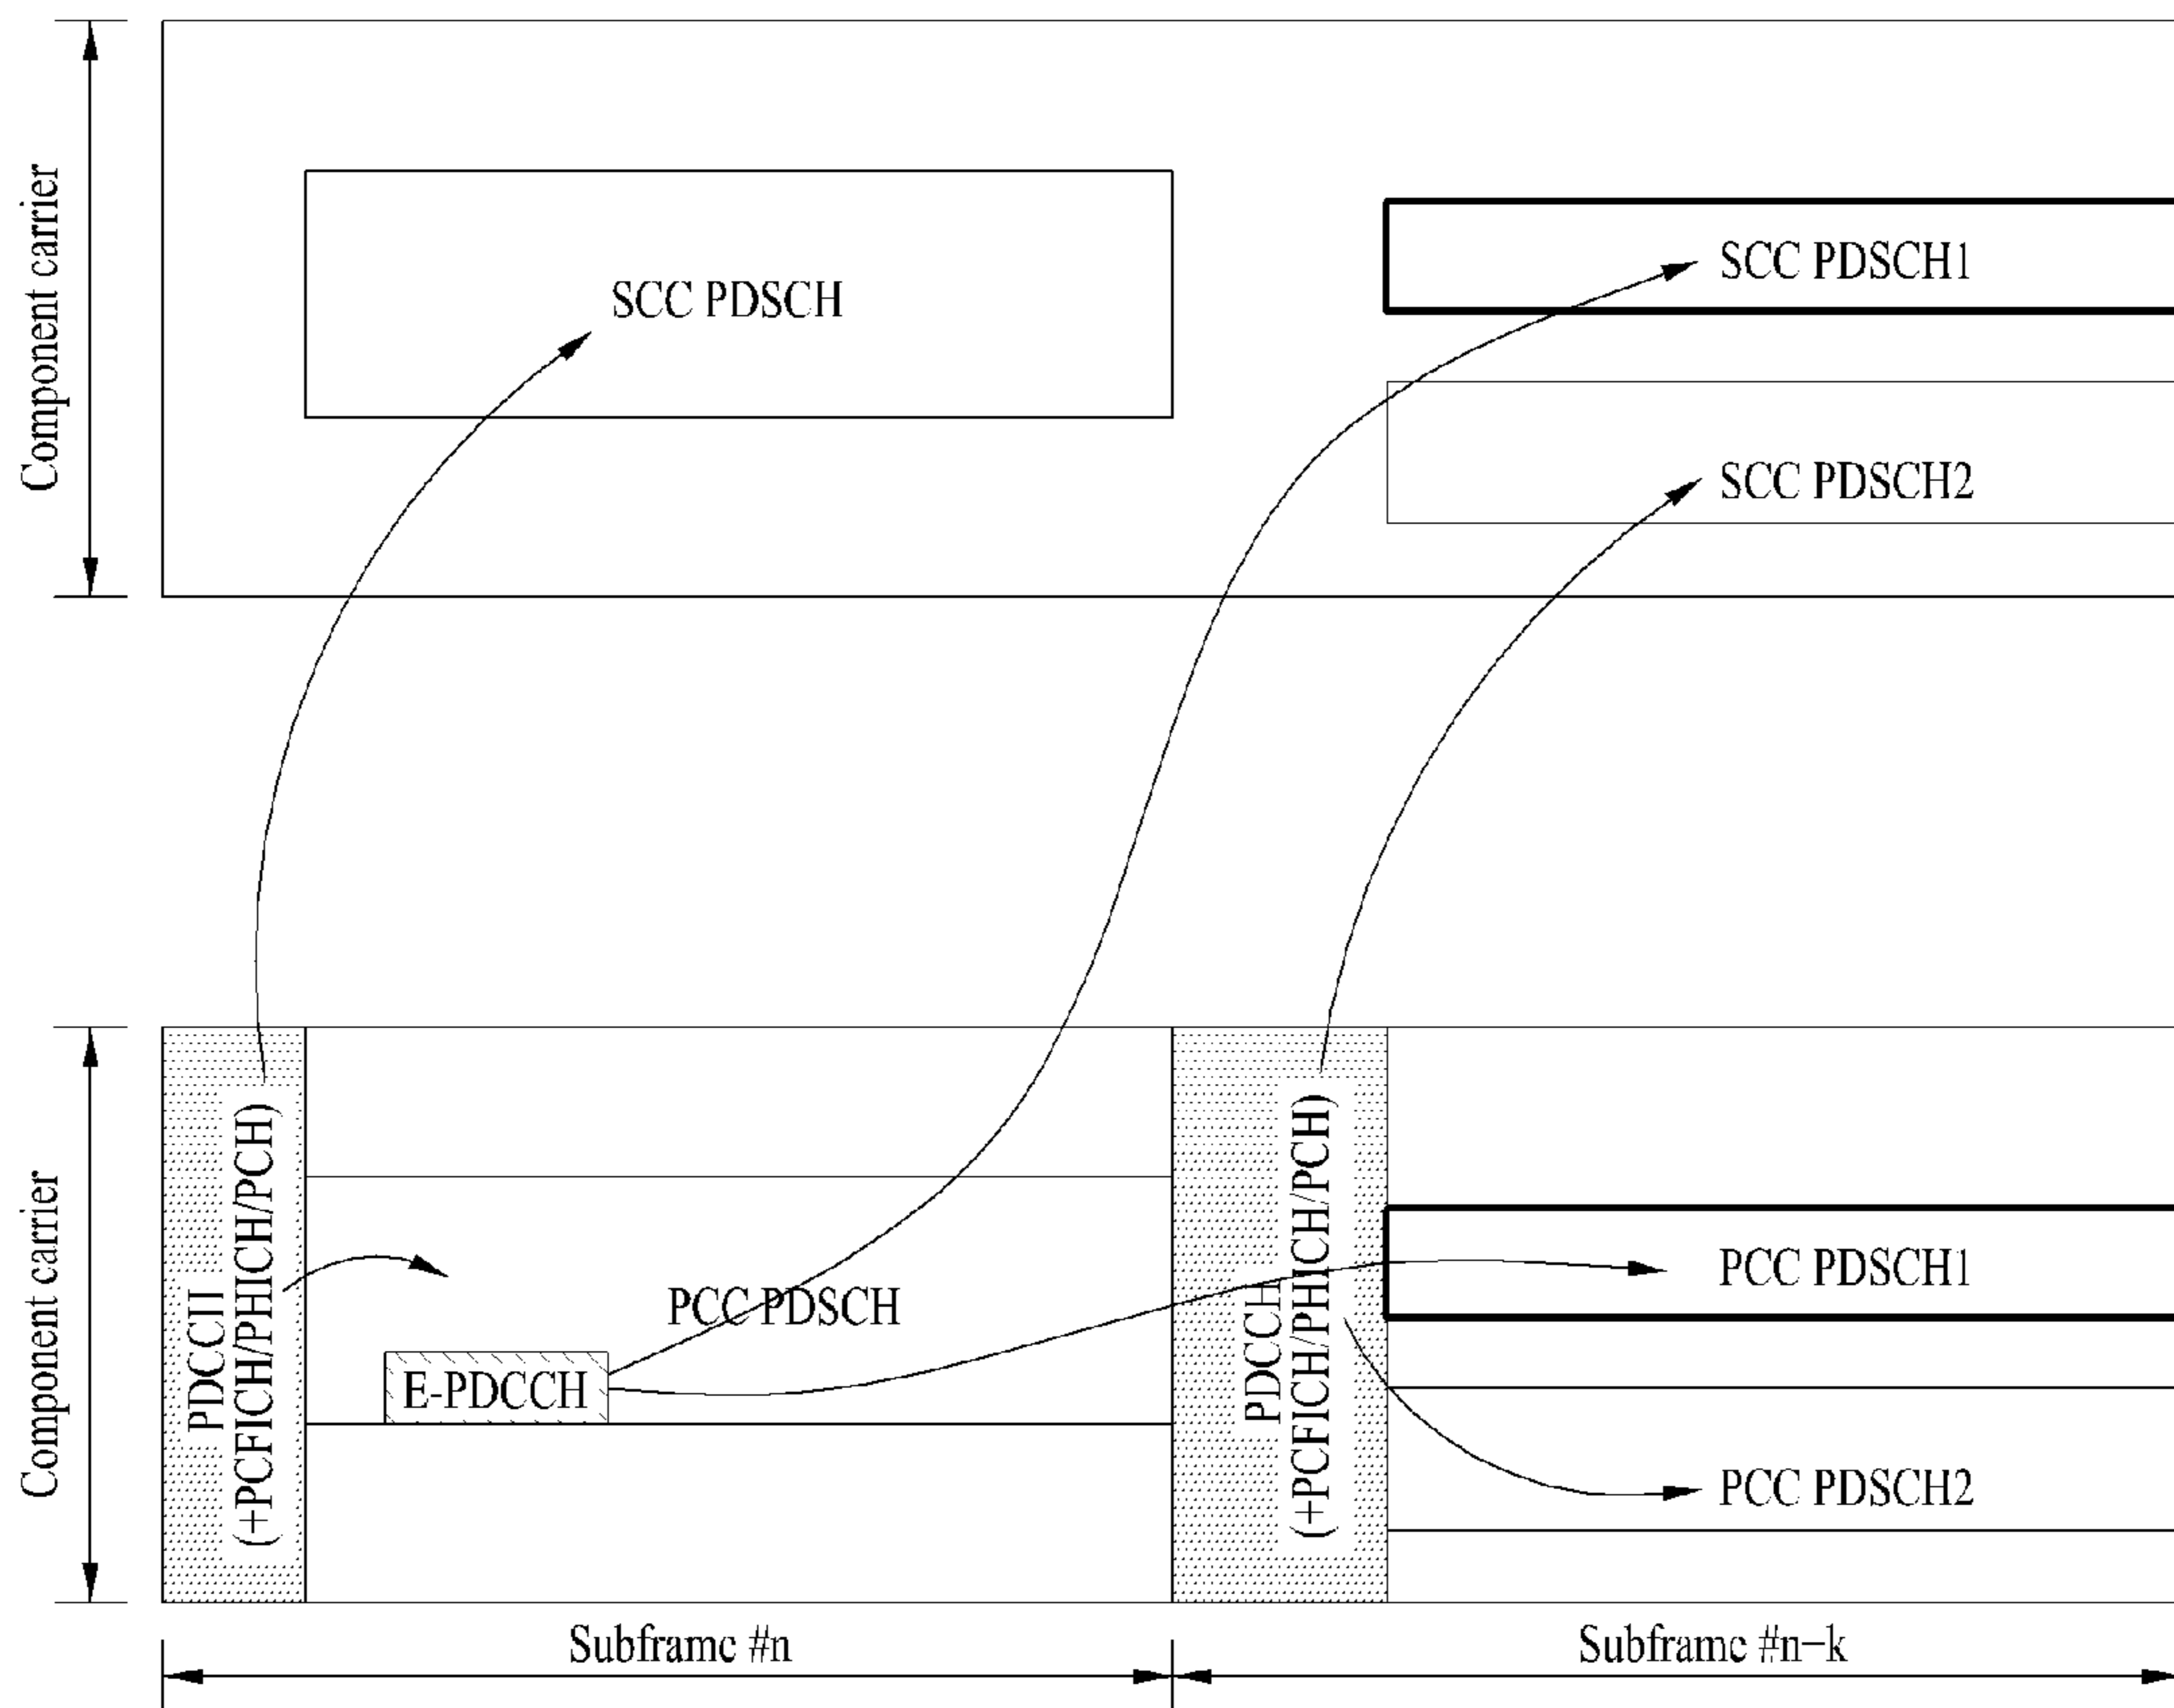 Component carrier
SCC PDSCH
SCC PDSCH1
SCC PDSCH2
Component carrier
PDCCH
(+PCFICH/PHICH/PCH)
PCC PDSCH
E-PDCCH
PDCCH
(+PCFICH/PHICH/PCH)
PCC PDSCH1
PCC PDSCH2
Subframe #n
Subframe #n−k